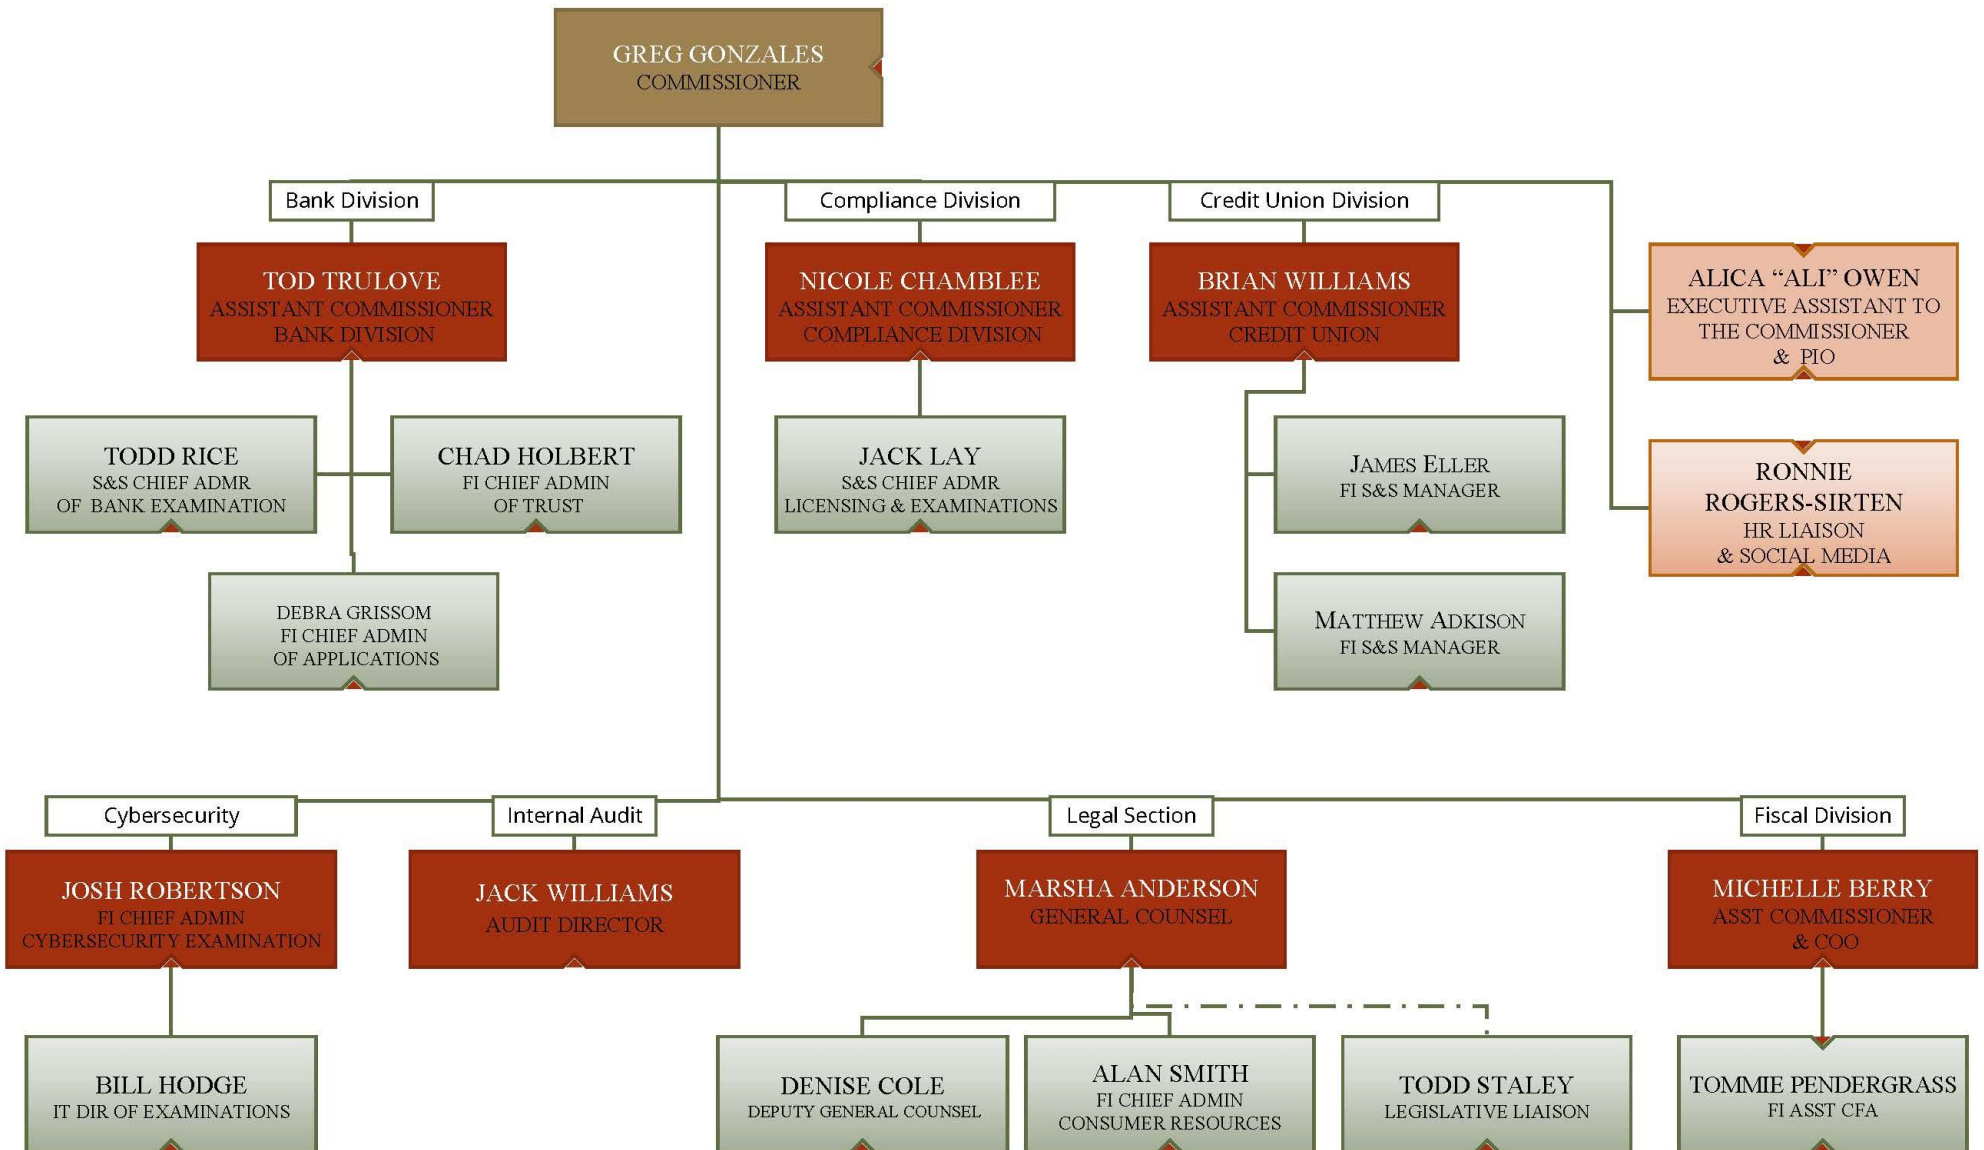 GREG GONZALES
COMMISSIONER
Bank Division
Compliance Division
Credit Union Division
TOD TRULOVE
ASSISTANT COMMISSIONER
BANK DIVISION
NICOLE CHAMBLEE
ASSISTANT COMMISSIONER
COMPLIANCE DIVISION
BRIAN WILLIAMS
ASSISTANT COMMISSIONER
CREDIT UNION
ALICA “ALI” OWEN
EXECUTIVE ASSISTANT TO
THE COMMISSIONER
& PIO
TODD RICE
S&S CHIEF ADMR
OF BANK EXAMINATION
CHAD HOLBERT
FI CHIEF ADMIN
OF TRUST
JACK LAY
S&S CHIEF ADMR
LICENSING & EXAMINATIONS
JAMES ELLER
FI S&S MANAGER
RONNIE
ROGERS-SIRTEN
HR LIAISON
& SOCIAL MEDIA
DEBRA GRISSOM
FI CHIEF ADMIN
OF APPLICATIONS
MATTHEW ADKISON
FI S&S MANAGER
Cybersecurity
Internal Audit
Legal Section
Fiscal Division
JOSH ROBERTSON
FI CHIEF ADMIN
CYBERSECURITY EXAMINATION
JACK WILLIAMS
AUDIT DIRECTOR
MARSHA ANDERSON
GENERAL COUNSEL
MICHELLE BERRY
ASST COMMISSIONER
& COO
BILL HODGE
IT DIR OF EXAMINATIONS
DENISE COLE
DEPUTY GENERAL COUNSEL
ALAN SMITH
FI CHIEF ADMIN
CONSUMER RESOURCES
TODD STALEY
LEGISLATIVE LIAISON
TOMMIE PENDERGRASS
FI ASST CFA